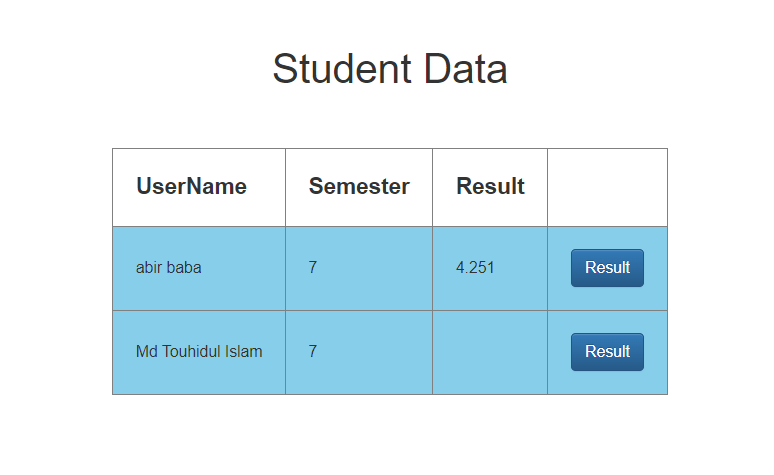 Student Data
UserName Semester Result
abir baba 7 4.251 Result
Md Touhidul Islam 7 Result